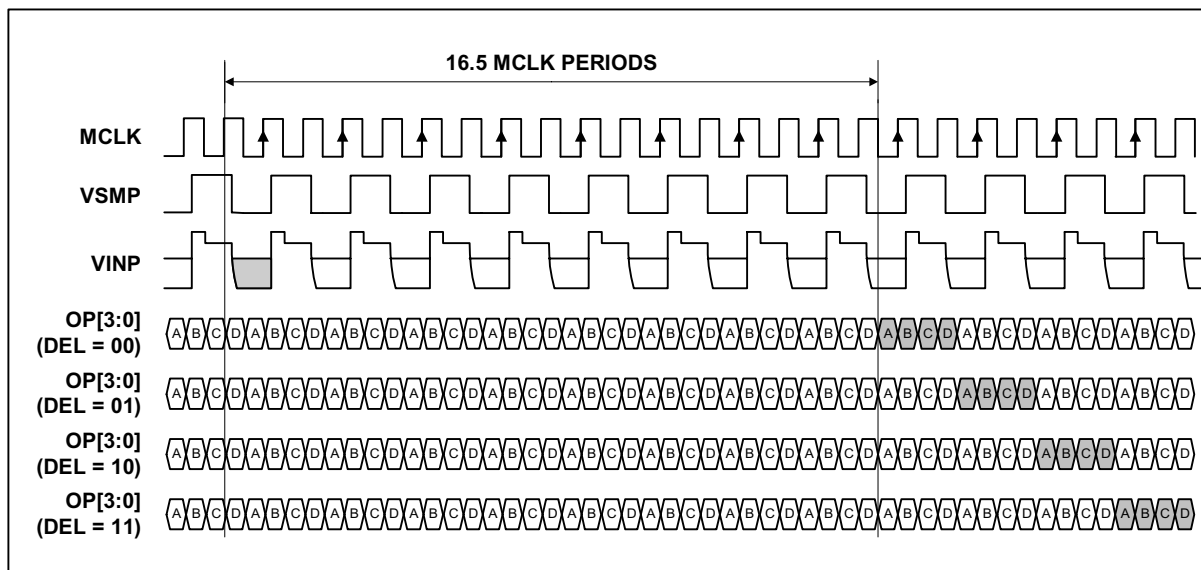 16.5 MCLK PERIODS
MCLK
VSMP
VINP
OP[3:0]
(DEL = 00)
A B C D A B C D A B C D A B C D A B C D A B C D A B C D A B C D A B C D A B C D A B C D A B C D A B C D
OP[3:0]
(DEL = 01)
A B C D A B C D A B C D A B C D A B C D A B C D A B C D A B C D A B C D A B C D A B C D A B C D A B C D
OP[3:0]
(DEL = 10)
A B C D A B C D A B C D A B C D A B C D A B C D A B C D A B C D A B C D A B C D A B C D A B C D A B C D
OP[3:0]
(DEL = 11)
A B C D A B C D A B C D A B C D A B C D A B C D A B C D A B C D A B C D A B C D A B C D A B C D A B C D